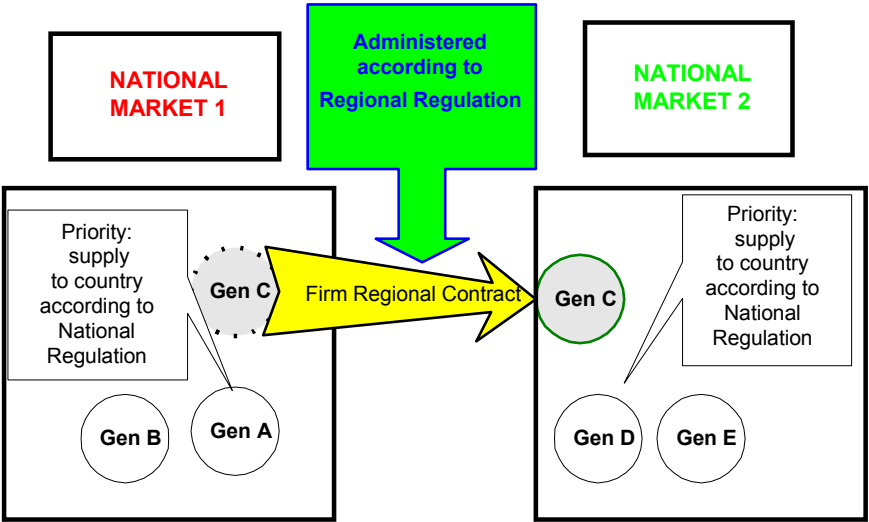 NATIONAL
MARKET 1
Administered
according to
Regional Regulation
NATIONAL
MARKET 2
Priority:
supply
to country
according to
National
Regulation
Gen C
Firm Regional Contract
Gen C
Priority:
supply
to country
according to
National
Regulation
Gen B
Gen A
Gen D
Gen E